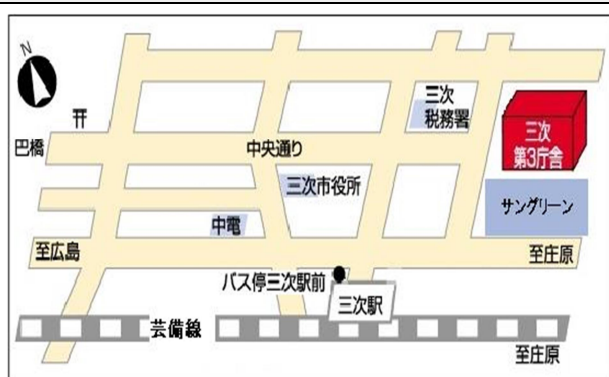 N
三次
税務署
三次
第3庁舎
巴橋
中央通り
三次市役所
サングリーン
中電
至広島
至庄原
バス停三次駅前
三次駅
芸備線
至庄原